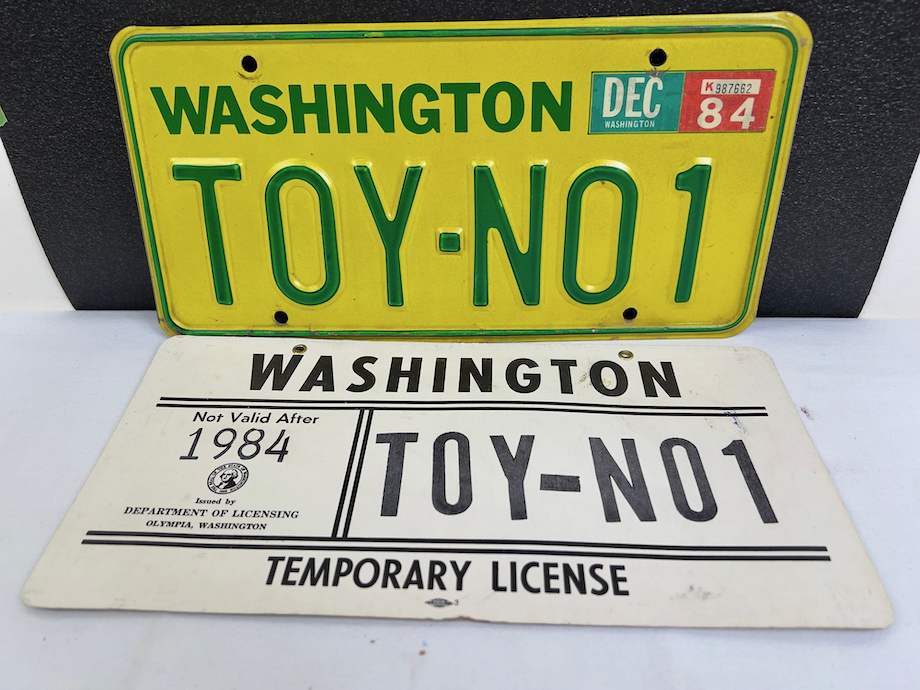 WASHINGTON
DEC
WASHINGTON
K987662
84
TOY·NO1
WASHINGTON
Not Valid After
1984
Issued by
DEPARTMENT OF LICENSING
OLYMPIA, WASHINGTON
TOY-NO1
TEMPORARY LICENSE
3